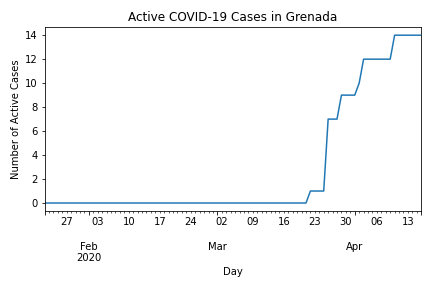 Active COVID-19 Cases in Grenada
Number of Active Cases
14
12
10
8
6
4
2
0
27 03 10 17 24 02 09 16 23 30 06 13
Feb Mar Apr
2020
Day